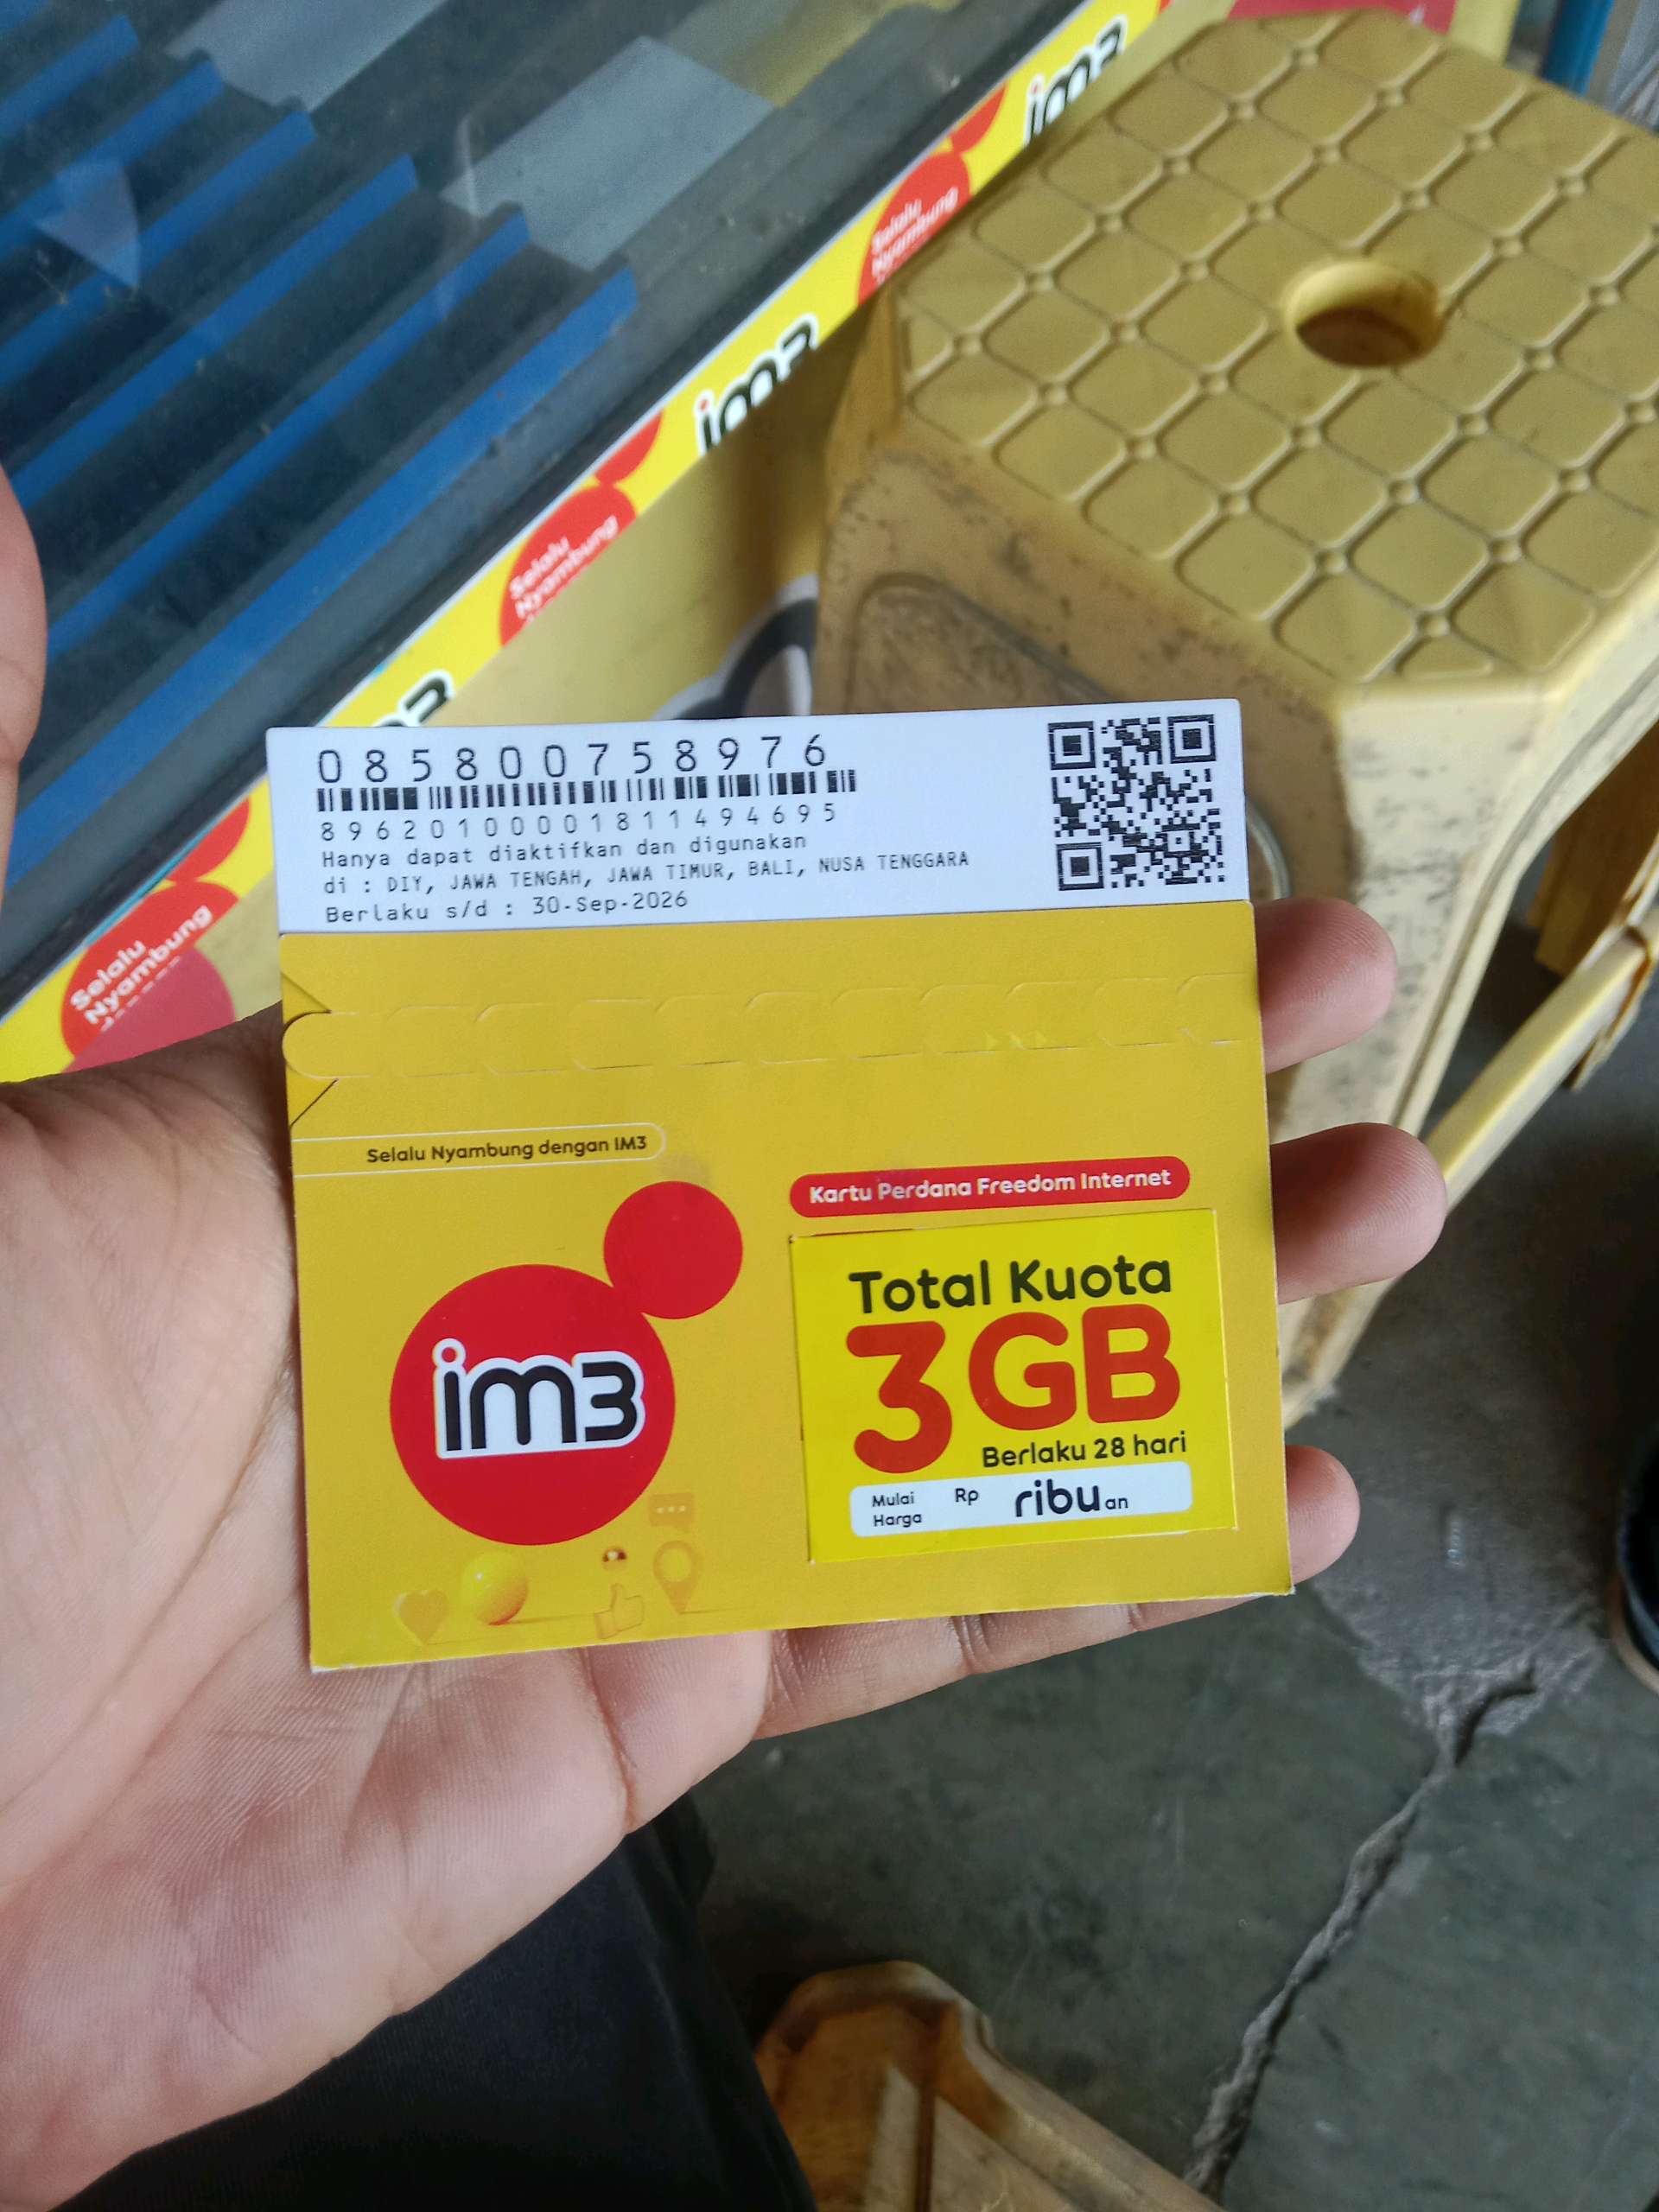 im3
Selalu
Nyambung
im3
Selalu
Nyambung
Selalu
Nyambung
085800758976
89620100001811494695
Hanya dapat diaktifkan dan digunakan
di : DIY, JAWA TENGAH, JAWA TIMUR, BALI, NUSA TENGGARA
Berlaku s/d : 30-Sep-2026
Selalu Nyambung dengan IM3
im3
Kartu Perdana Freedom Internet
Total Kuota
3GB
Berlaku 28 hari
Mulai Harga Rp ribuan